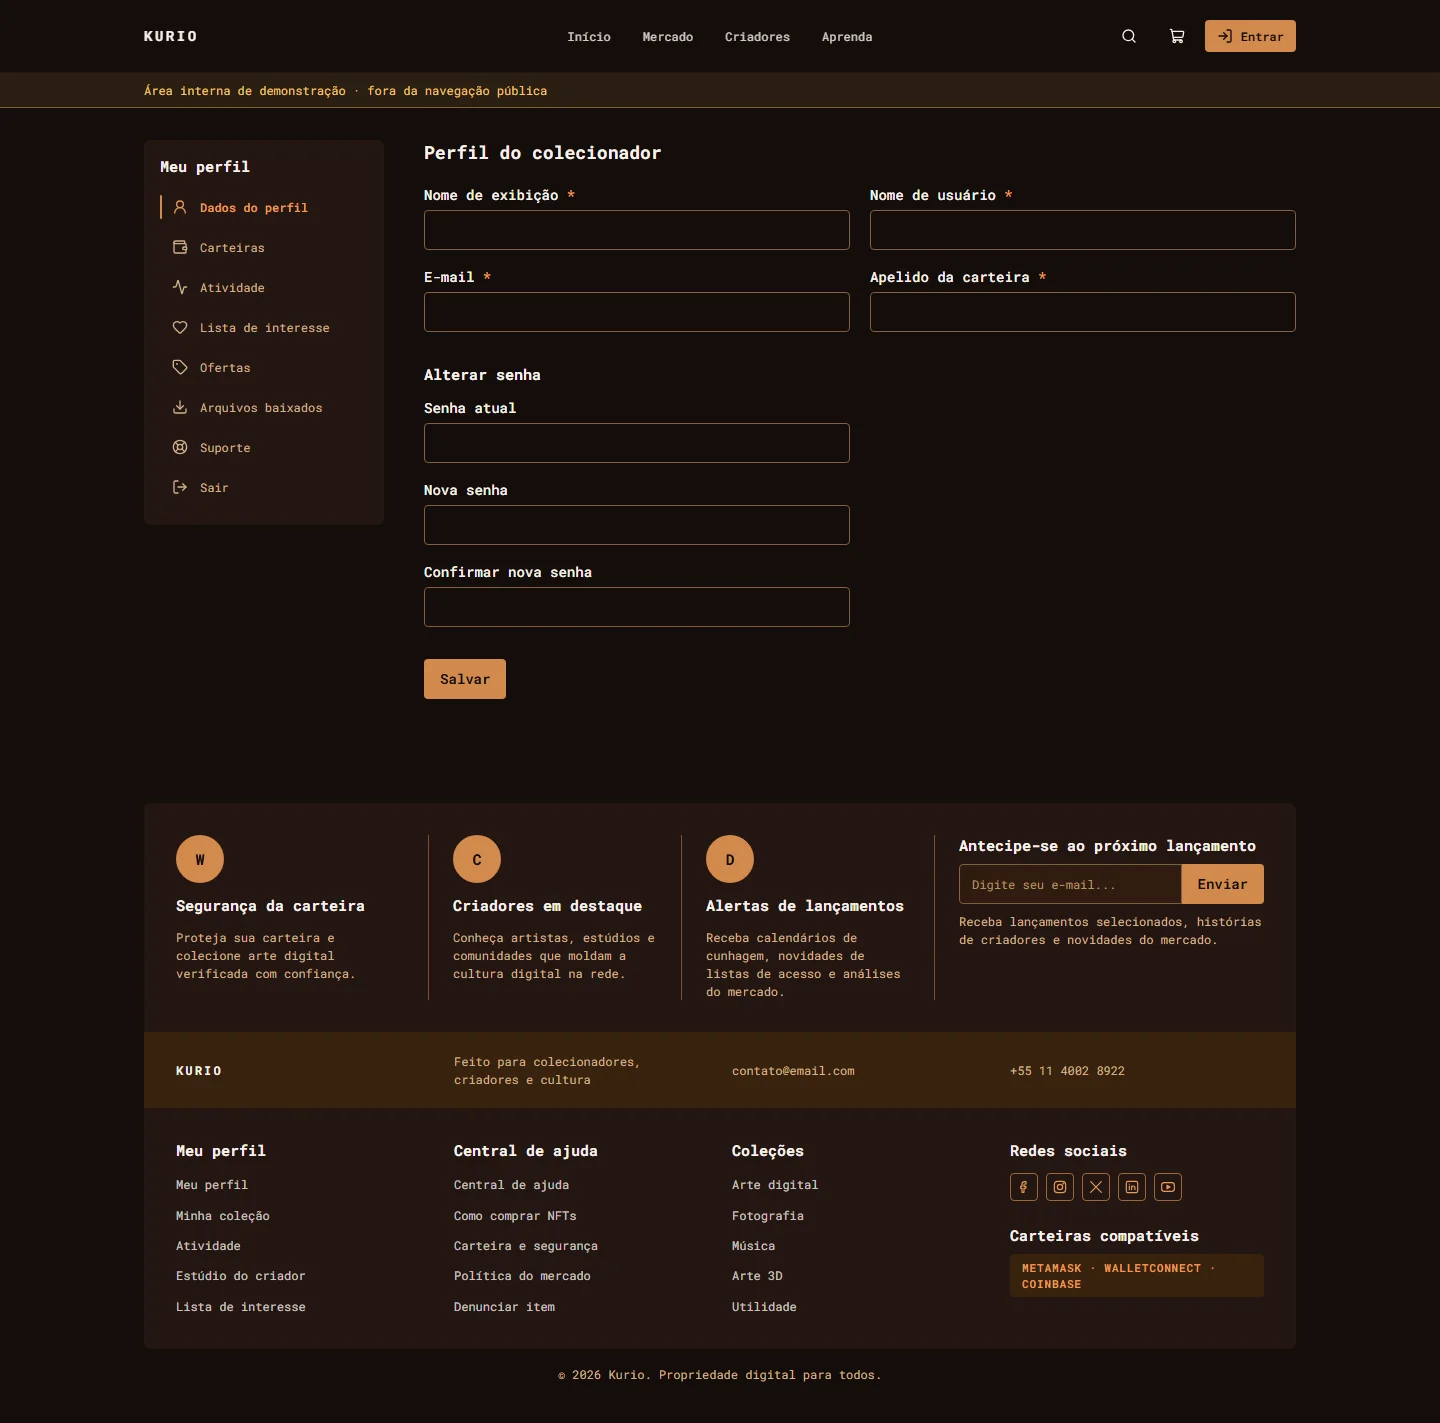 KURIO
Início
Mercado
Criadores
Aprenda
Entrar
Área interna de demonstração · fora da navegação pública
Meu perfil
Dados do perfil
Carteiras
Atividade
Lista de interesse
Ofertas
Arquivos baixados
Suporte
Sair
Perfil do colecionador
Nome de exibição *
Nome de usuário *
E-mail *
Apelido da carteira *
Alterar senha
Senha atual
Nova senha
Confirmar nova senha
Salvar
W
Segurança da carteira
Proteja sua carteira e
colecione arte digital
verificada com confiança.
C
Criadores em destaque
Conheça artistas, estúdios e
comunidades que moldam a
cultura digital na rede.
D
Alertas de lançamentos
Receba calendários de
cunhagem, novidades de
listas de acesso e análises
do mercado.
Antecipe-se ao próximo lançamento
Digite seu e-mail...
Enviar
Receba lançamentos selecionados, histórias
de criadores e novidades do mercado.
KURIO
Feito para colecionadores,
criadores e cultura
contato@email.com
+55 11 4002 8922
Meu perfil
Meu perfil
Minha coleção
Atividade
Estúdio do criador
Lista de interesse
Central de ajuda
Central de ajuda
Como comprar NFTs
Carteira e segurança
Política do mercado
Denunciar item
Coleções
Arte digital
Fotografia
Música
Arte 3D
Utilidade
Redes sociais
Carteiras compatíveis
METAMASK · WALLETCONNECT ·
COINBASE
© 2026 Kurio. Propriedade digital para todos.